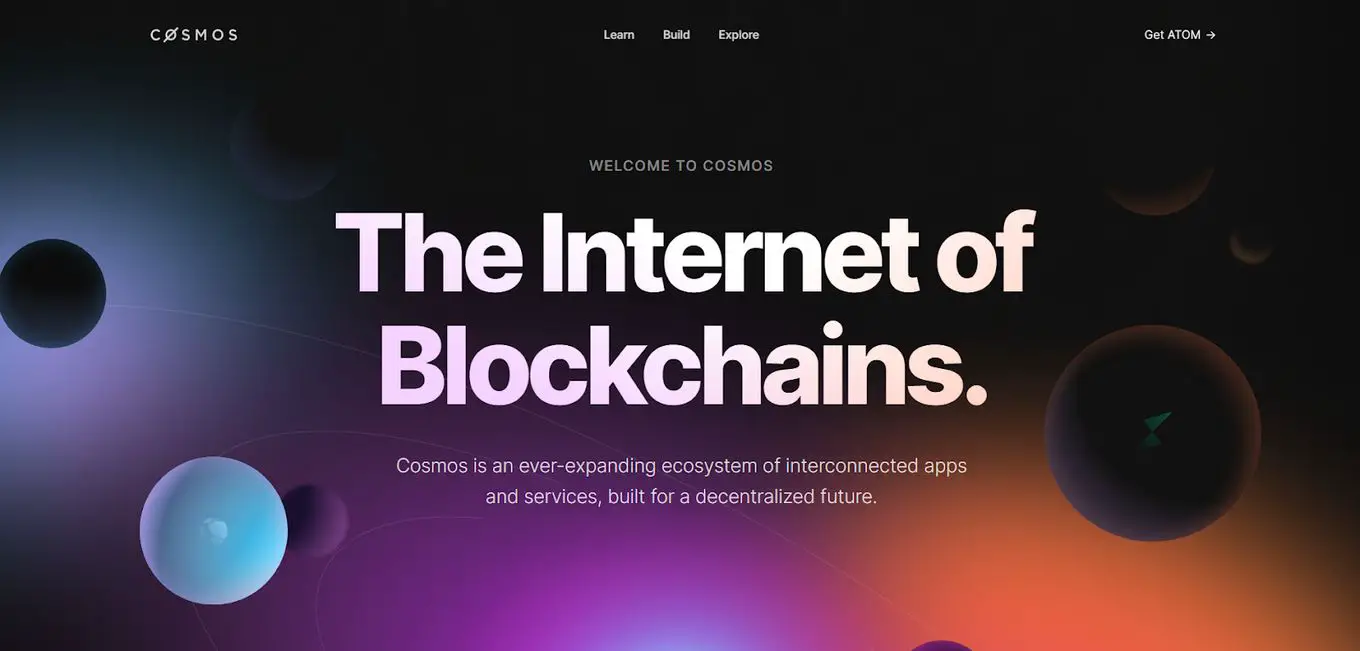 CØSMOS
Learn Build Explore
Get ATOM →
WELCOME TO COSMOS
The Internet of
Blockchains.
Cosmos is an ever-expanding ecosystem of interconnected apps
and services, built for a decentralized future.